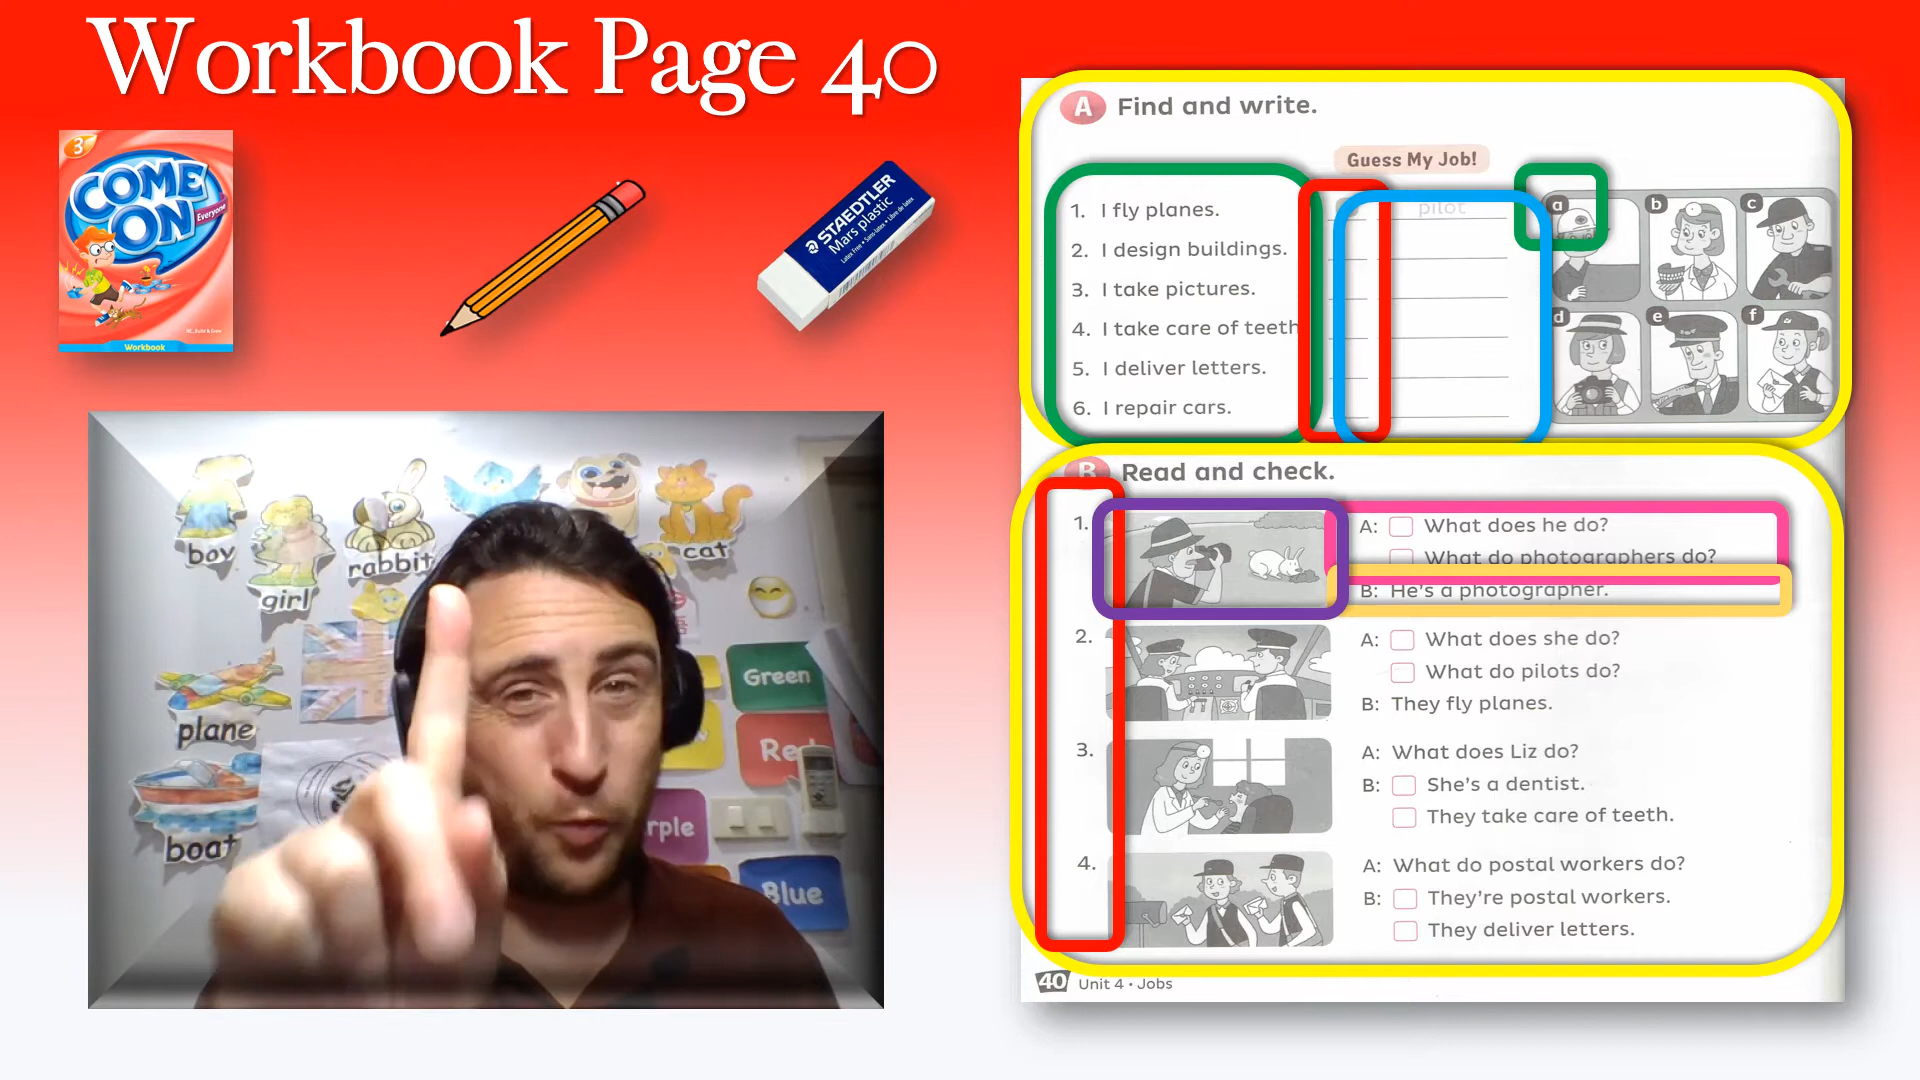 Workbook Page 40
3
COME
ON
Everyone
Workbook
STAEDTLER
Mars plastic
boy
girl
rabbit
cat
plane
boat
Green
Re
rple
Blue
A Find and write.
Guess My Job!
1. I fly planes.
pilot
2. I design buildings.
3. I take pictures.
4. I take care of teeth
5. I deliver letters.
6. I repair cars.
a b c
d e f
B Read and check.
1. A: What does he do?
What do photographers do?
B: He's a photographer.
2. A: What does she do?
What do pilots do?
B: They fly planes.
3. A: What does Liz do?
B: She's a dentist.
They take care of teeth.
4. A: What do postal workers do?
B: They're postal workers.
They deliver letters.
40 Unit 4 • Jobs